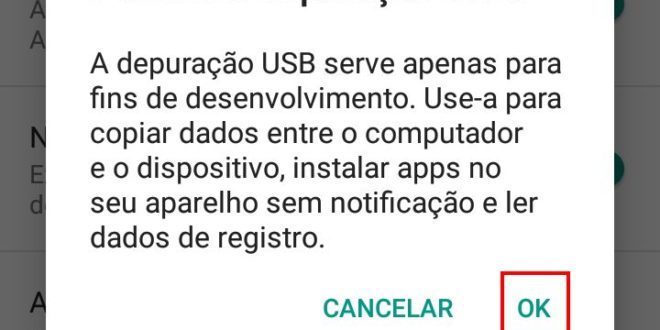 A depuração USB serve apenas para
fins de desenvolvimento. Use-a para
copiar dados entre o computador
e o dispositivo, instalar apps no
seu aparelho sem notificação e ler
dados de registro.
CANCELAR OK